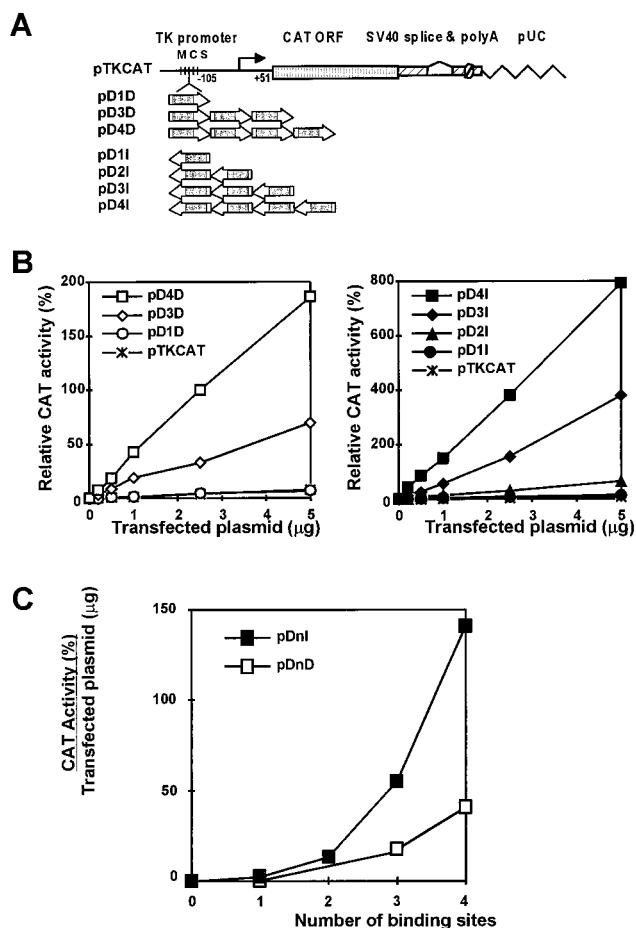 A
TK promoter CAT ORF SV40 splice & polyA pUC
MCS
pTKCAT -105 +51
pD1D
pD3D
pD4D
pD1I
pD2I
pD3I
pD4I
B
Relative CAT activity (%)
200
150
100
50
0
pD4D
pD3D
pD1D
pTKCAT
0 1 2 3 4 5
Transfected plasmid (μg)
Relative CAT activity (%)
800
600
400
200
0
pD4I
pD3I
pD2I
pD1I
pTKCAT
0 1 2 3 4 5
Transfected plasmid (μg)
C
CAT Activity (%)
Transfected plasmid (μg)
150
100
50
0
pDnI
pDnD
0 1 2 3 4
Number of binding sites